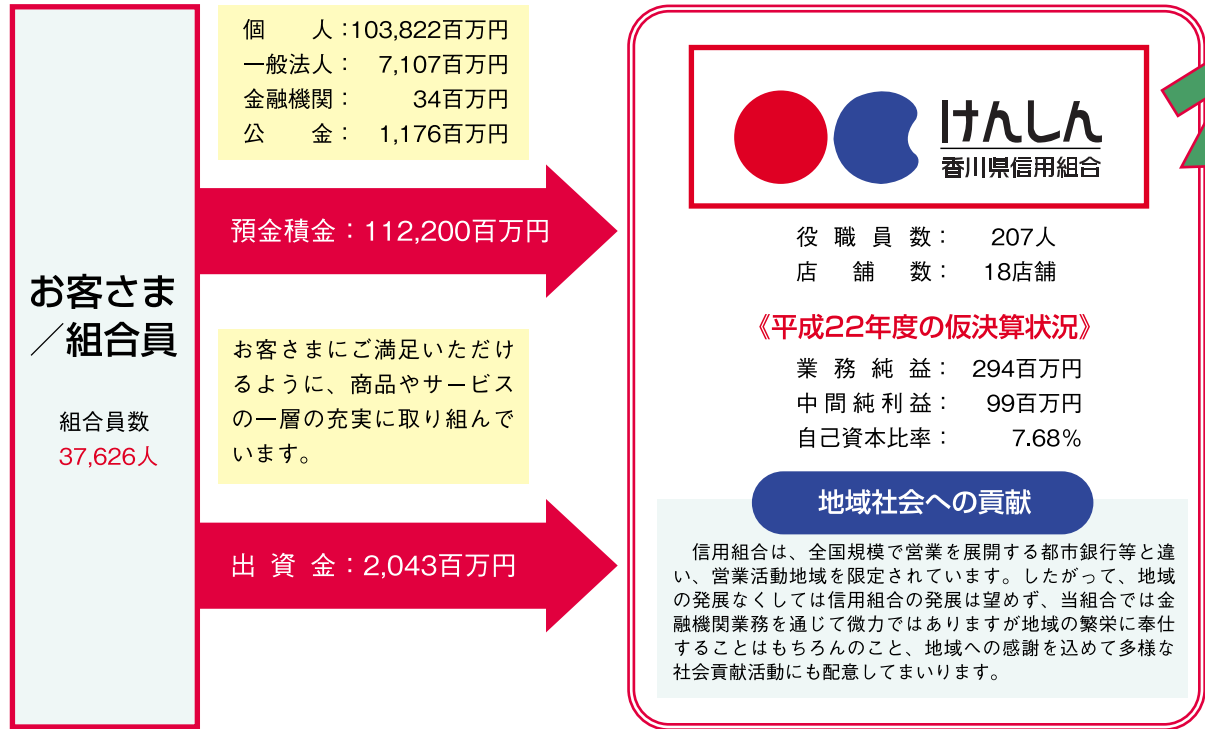 お客さま
／組合員
組合員数
37,626人
個　　人：103,822百万円
一般法人：　7,107百万円
金融機関：　　34百万円
公　　金：　1,176百万円
預金積金：112,200百万円
お客さまにご満足いただけ
るように、商品やサービス
の一層の充実に取り組んで
います。
出 資 金：2,043百万円
けんしん
香川県信用組合
役 職 員 数：　207人
店　舗　数：　18店舗
《平成22年度の仮決算状況》
業 務 純 益：　294百万円
中間純利益：　99百万円
自己資本比率：　7.68％
地域社会への貢献
　信用組合は、全国規模で営業を展開する都市銀行等と違
い、営業活動地域を限定されています。したがって、地域
の発展なくしては信用組合の発展は望めず、当組合では金
融機関業務を通じて微力ではありますが地域の繁栄に奉仕
することはもちろんのこと、地域への感謝を込めて多様な
社会貢献活動にも配意してまいります。